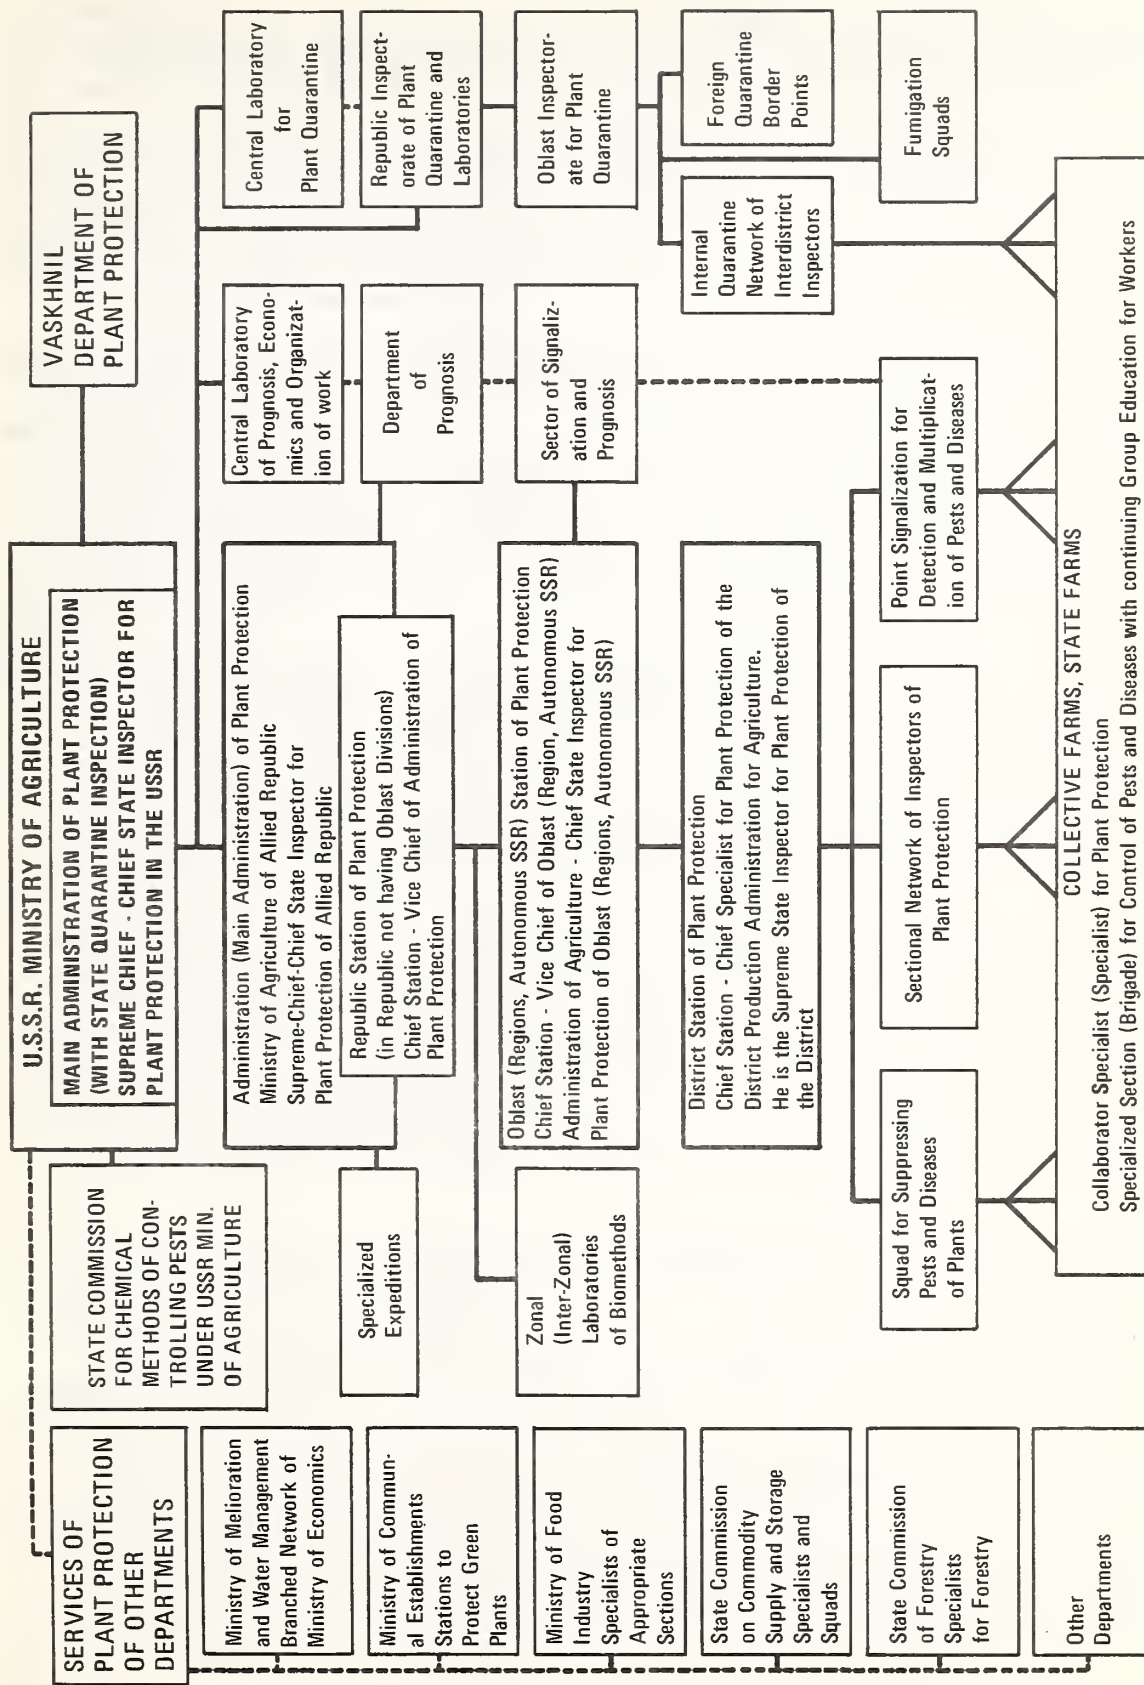 U.S.S.R. MINISTRY OF AGRICULTURE
MAIN ADMINISTRATION OF PLANT PROTECTION
(WITH STATE QUARANTINE INSPECTION)
SUPREME CHIEF - CHIEF STATE INSPECTOR FOR
PLANT PROTECTION IN THE USSR
VASKHNIL
DEPARTMENT OF
PLANT PROTECTION
SERVICES OF
PLANT PROTECTION
OF OTHER
DEPARTMENTS
STATE COMMISSION
FOR CHEMICAL
METHODS OF CON-
TROLLING PESTS
UNDER USSR MIN.
OF AGRICULTURE
Ministry of Melioration
and Water Management
Branched Network of
Ministry of Economics
Ministry of Commun-
al Establishments
Stations to
Protect Green
Plants
Ministry of Food
Industry
Specialists of
Appropriate
Sections
State Commission
on Commodity
Supply and Storage
Specialists and
Squads
State Commission
of Forestry
Specialists
for Forestry
Other
Departments
Administration (Main Administration) of Plant Protection
Ministry of Agriculture of Allied Republic
Supreme-Chief-Chief State Inspector for
Plant Protection of Allied Republic
Republic Station of Plant Protection
(in Republic not having Oblast Divisions)
Chief Station - Vice Chief of Administration of
Plant Protection
Specialized
Expeditions
Zonal
(Inter-Zonal)
Laboratories
of Biomethods
Oblast (Regions, Autonomous SSR) Station of Plant Protection
Chief Station - Vice Chief of Oblast (Region, Autonomous SSR)
Administration of Agriculture - Chief State Inspector for
Plant Protection of Oblast (Regions, Autonomous SSR)
District Station of Plant Protection
Chief Station - Chief Specialist for Plant Protection of the
District Production Administration for Agriculture.
He is the Supreme State Inspector for Plant Protection of
the District
Central Laboratory
of Prognosis, Econo-
mics and Organizat-
ion of work
Department
of
Prognosis
Sector of Signaliz-
ation and
Prognosis
Central Laboratory
for
Plant Quarantine
Republic Inspect-
orate of Plant
Quarantine and
Laboratories
Oblast Inspector-
ate for Plant
Quarantine
Internal
Quarantine
Network of
Interdistrict
Inspectors
Foreign
Quarantine
Border
Points
Fumigation
Squads
Squad for Suppressing
Pests and Diseases
of Plants
Sectional Network of Inspectors of
Plant Protection
Point Signalization for
Detection and Multiplicat-
ion of Pests and Diseases
COLLECTIVE FARMS, STATE FARMS
Collaborator Specialist (Specialist) for Plant Protection
Specialized Section (Brigade) for Control of Pests and Diseases with continuing Group Education for Workers